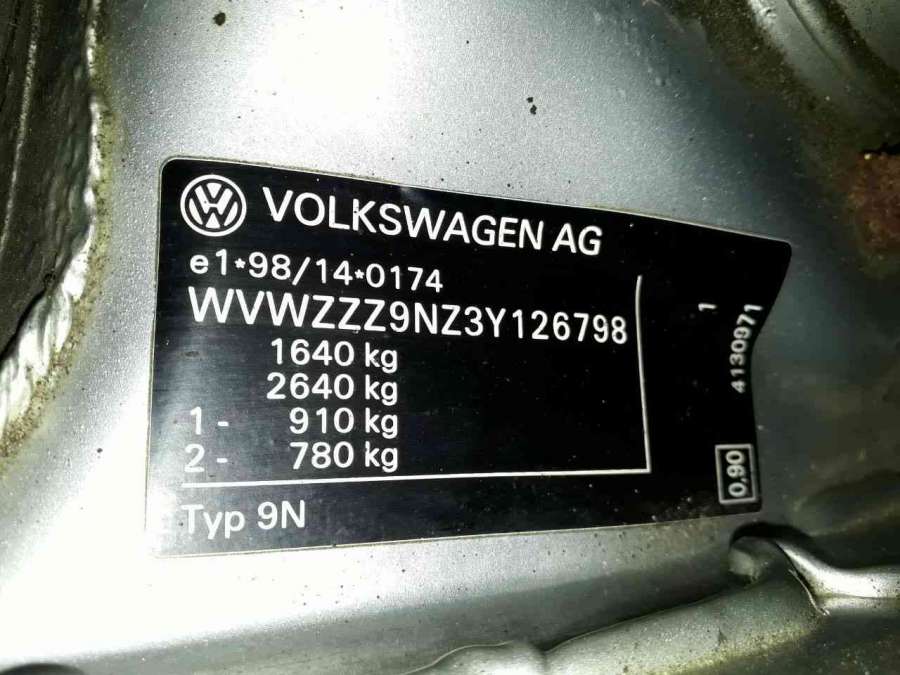 VOLKSWAGEN AG
e1*98/14*0174
WVWZZZ9NZ3Y126798
1640 kg
2640 kg
1 - 910 kg
2 - 780 kg
Typ 9N
1
4130971
0,90